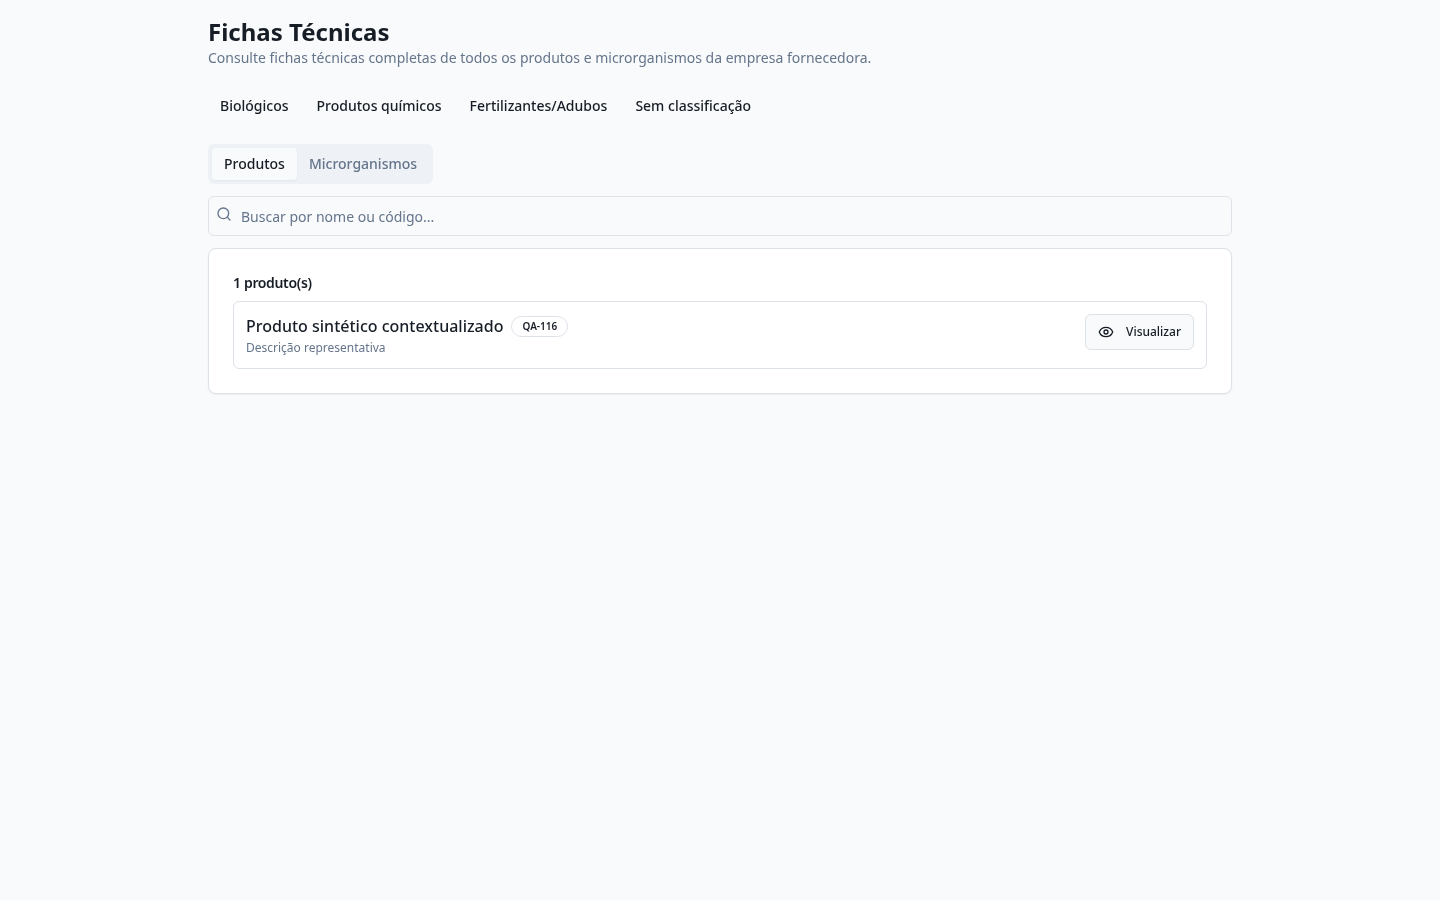 Fichas Técnicas
Consulte fichas técnicas completas de todos os produtos e microrganismos da empresa fornecedora.
Biológicos Produtos químicos Fertilizantes/Adubos Sem classificação
Produtos Microrganismos
Buscar por nome ou código...
1 produto(s)
Produto sintético contextualizado QA-116
Visualizar
Descrição representativa